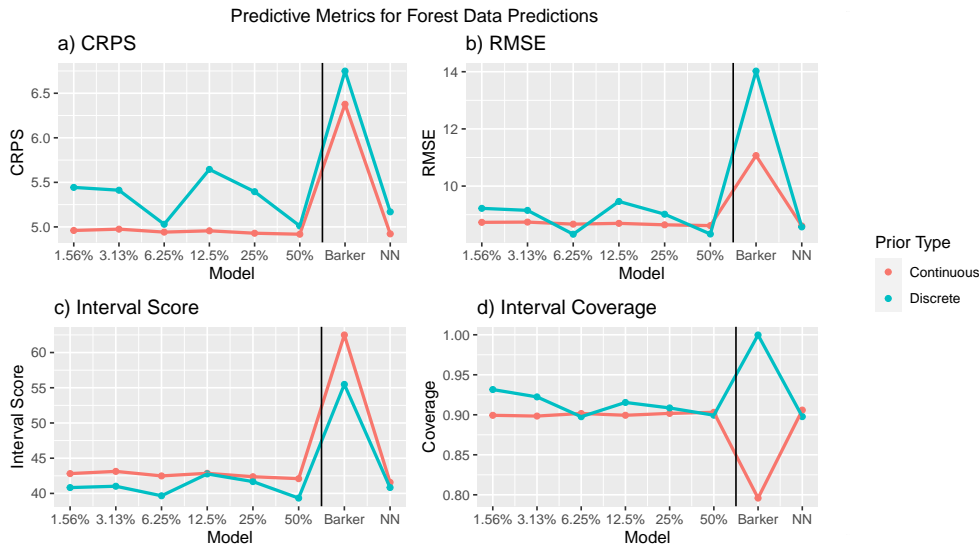 Predictive Metrics for Forest Data Predictions
a) CRPS
6.5
6.0
5.5
5.0
CRPS
1.56% 3.13% 6.25% 12.5% 25% 50% Barker NN
Model
b) RMSE
14
12
10
RMSE
1.56% 3.13% 6.25% 12.5% 25% 50% Barker NN
Model
c) Interval Score
60
55
50
45
40
Interval Score
1.56% 3.13% 6.25% 12.5% 25% 50% Barker NN
Model
d) Interval Coverage
1.00
0.95
0.90
0.85
0.80
Coverage
1.56% 3.13% 6.25% 12.5% 25% 50% Barker NN
Model
Prior Type
Continuous
Discrete